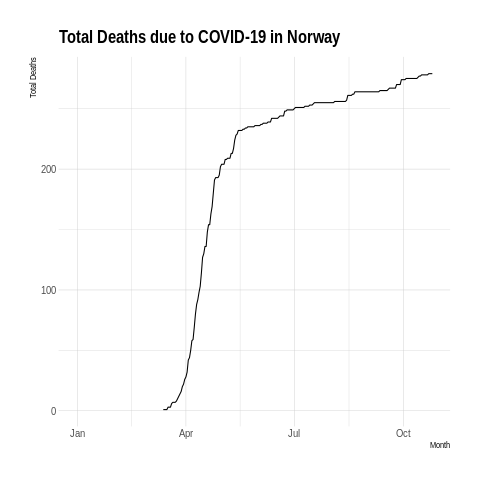 Total Deaths due to COVID-19 in Norway
Total Deaths
200
100
0
Jan Apr Jul Oct
Month